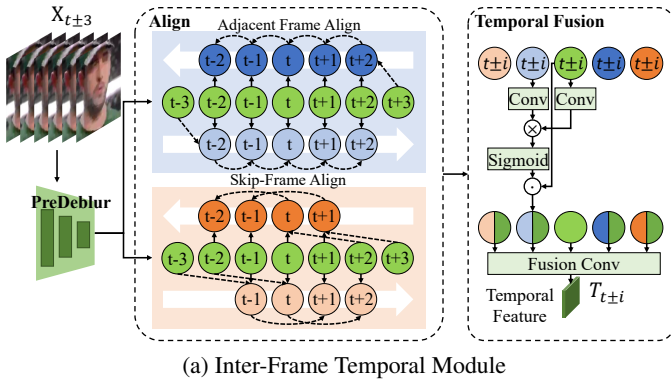 X_{t±3}
PreDeblur
Align
Adjacent Frame Align
t-2 t-1 t t+1 t+2
t-3 t-2 t-1 t t+1 t+2 t+3
t-2 t-1 t t+1 t+2
Skip-Frame Align
t-2 t-1 t t+1
t-3 t-2 t-1 t t+1 t+2 t+3
t-1 t t+1 t+2
Temporal Fusion
t±i t±i t±i t±i t±i
Conv Conv
Sigmoid
Fusion Conv
Temporal
Feature
T_{t±i}
(a) Inter-Frame Temporal Module